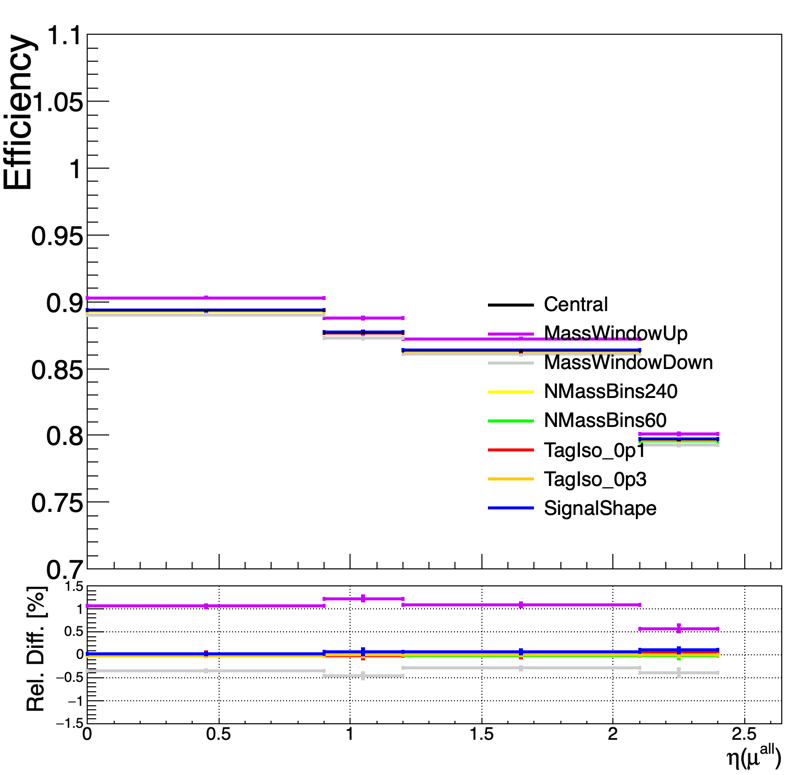 Efficiency
1.1
1.05
1
0.95
0.9
0.85
0.8
0.75
0.7
Central
MassWindowUp
MassWindowDown
NMassBins240
NMassBins60
TagIso_0p1
TagIso_0p3
SignalShape
Rel. Diff. [%]
1.5
1
0.5
0
−0.5
−1
−1.5
0 0.5 1 1.5 2 2.5
η(μ^all)